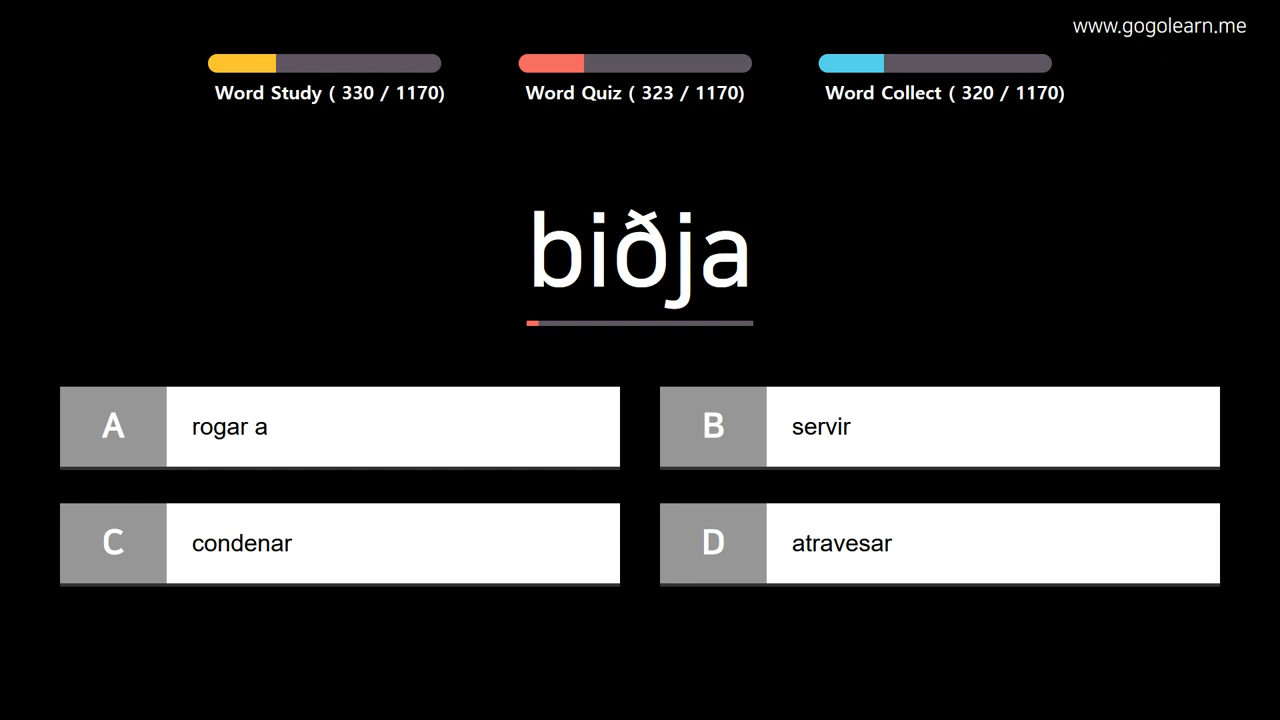 www.gogolearn.me
Word Study ( 330 / 1170)
Word Quiz ( 323 / 1170)
Word Collect ( 320 / 1170)
biðja
A rogar a
B servir
C condenar
D atravesar